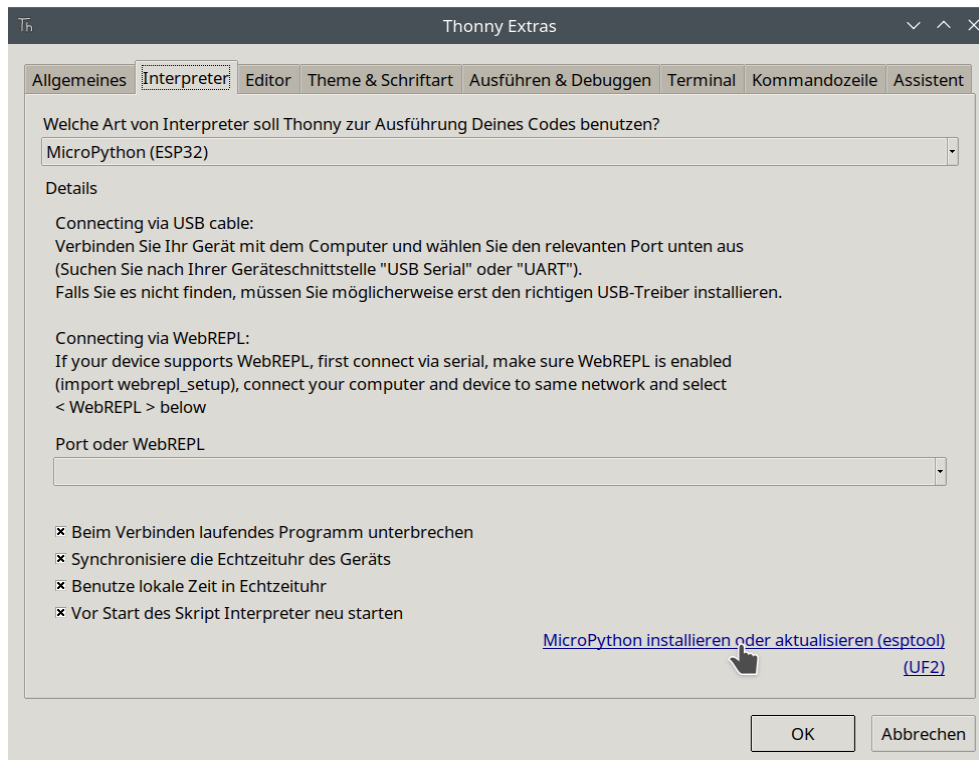 Th
Thonny Extras
Allgemeines Interpreter Editor Theme & Schriftart Ausführen & Debuggen Terminal Kommandozeile Assistent
Welche Art von Interpreter soll Thonny zur Ausführung Deines Codes benutzen?
MicroPython (ESP32)
Details
Connecting via USB cable:
Verbinden Sie Ihr Gerät mit dem Computer und wählen Sie den relevanten Port unten aus
(Suchen Sie nach Ihrer Geräteschnittstelle "USB Serial" oder "UART").
Falls Sie es nicht finden, müssen Sie möglicherweise erst den richtigen USB-Treiber installieren.
Connecting via WebREPL:
If your device supports WebREPL, first connect via serial, make sure WebREPL is enabled
(import webrepl_setup), connect your computer and device to same network and select
< WebREPL > below
Port oder WebREPL
Beim Verbinden laufendes Programm unterbrechen
Synchronisiere die Echtzeituhr des Geräts
Benutze lokale Zeit in Echtzeituhr
Vor Start des Skript Interpreter neu starten
MicroPython installieren oder aktualisieren (esptool)
(UF2)
OK Abbrechen